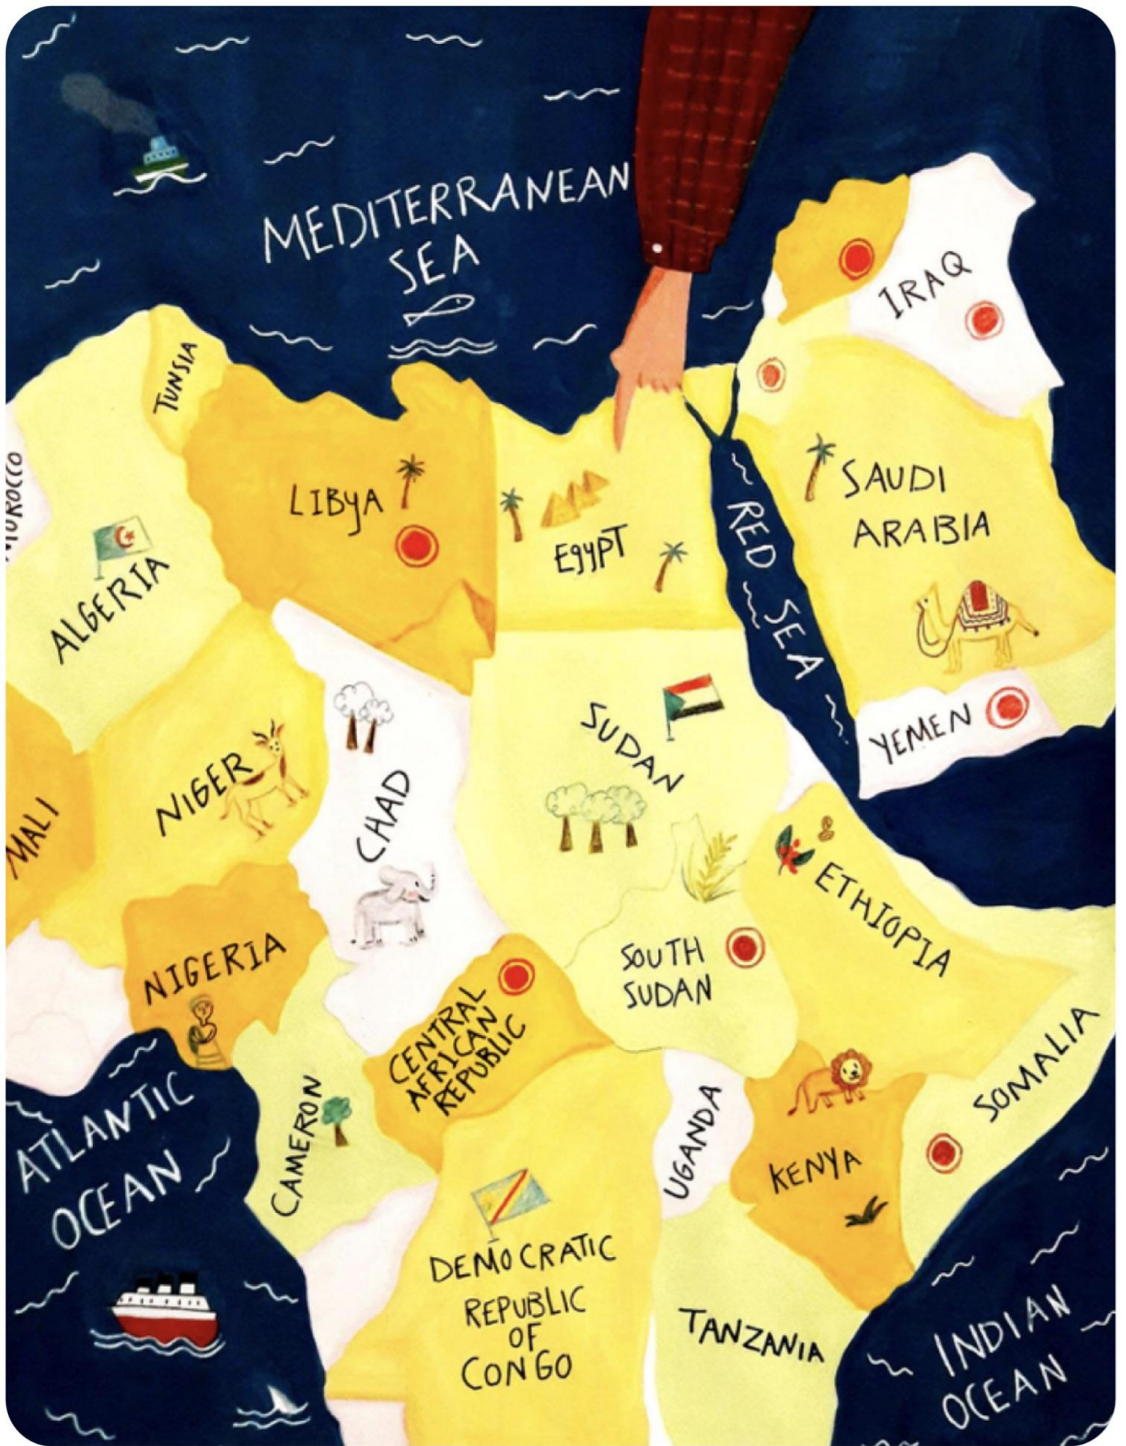 MEDITERRANEAN
SEA
IRAQ
TUNSIA
MOROCCO
LIBYA
EGYPT
SAUDI
ARABIA
RED SEA
ALGERIA
SUDAN
YEMEN
NIGER
CHAD
MALI
ETHIOPIA
NIGERIA
SOUTH
SUDAN
CENTRAL
AFRICAN
REPUBLIC
SOMALIA
ATLANTIC
OCEAN
CAMERON
UGANDA
KENYA
DEMOCRATIC
REPUBLIC
OF
CONGO
TANZANIA
INDIAN
OCEAN